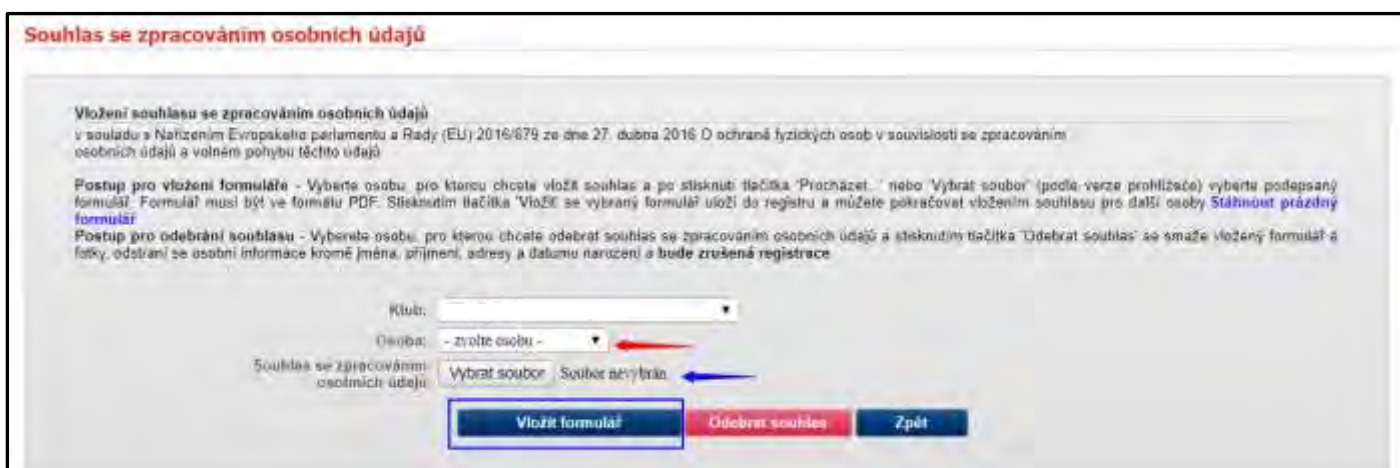 Souhlas se zpracováním osobních údajů
Vložení souhlasu se zpracováním osobních údajů
v souladu s Nařízením Evropského parlamentu a Rady (EU) 2016/679 ze dne 27. dubna 2016 O ochraně fyzických osob v souvislosti se zpracováním
osobních údajů a volném pohybu těchto údajů
Postup pro vložení formuláře - Vyberte osobu, pro kterou chcete vložit souhlas a po stisknutí tlačítka 'Procházet...' nebo 'Vybrat soubor' (podle verze prohlížeče) vyberte podepsaný
formulář. Formulář musí být ve formátu PDF. Stisknutím tlačítka 'Vložit' se vybraný formulář uloží do registru a můžete pokračovat vložením souhlasu pro další osoby. Stáhnout prázdný
formulář
Postup pro odebrání souhlasu - Vyberete osobu, pro kterou chcete odebrat souhlas se zpracováním osobních údajů a stisknutím tlačítka 'Odebrat souhlas' se smaže vložený formulář a
fotky, odstraní se osobní informace kromě jména, příjmení, adresy a datumu narození a bude zrušená registrace
Klub:
Osoba: - zvolte osobu -
Souhlas se zpracováním
osobních údajů
Vybrat soubor Soubor nevybrán
Vložit formulář Odebrat souhlas Zpět